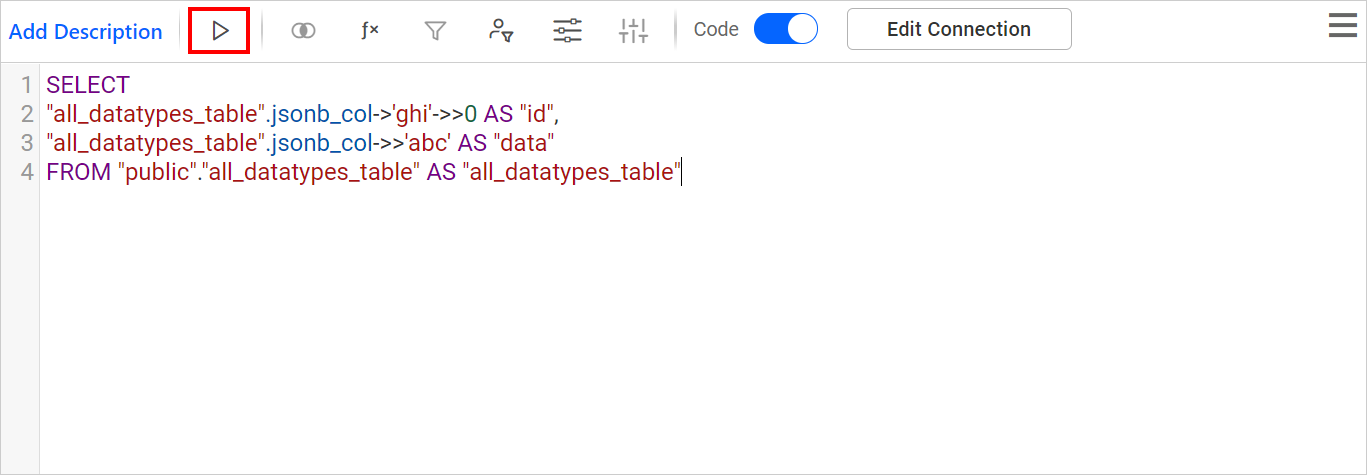 Add Description ƒx Code Edit Connection
1 SELECT
2 "all_datatypes_table".jsonb_col->'ghi'->>0 AS "id",
3 "all_datatypes_table".jsonb_col->>'abc' AS "data"
4 FROM "public"."all_datatypes_table" AS "all_datatypes_table"